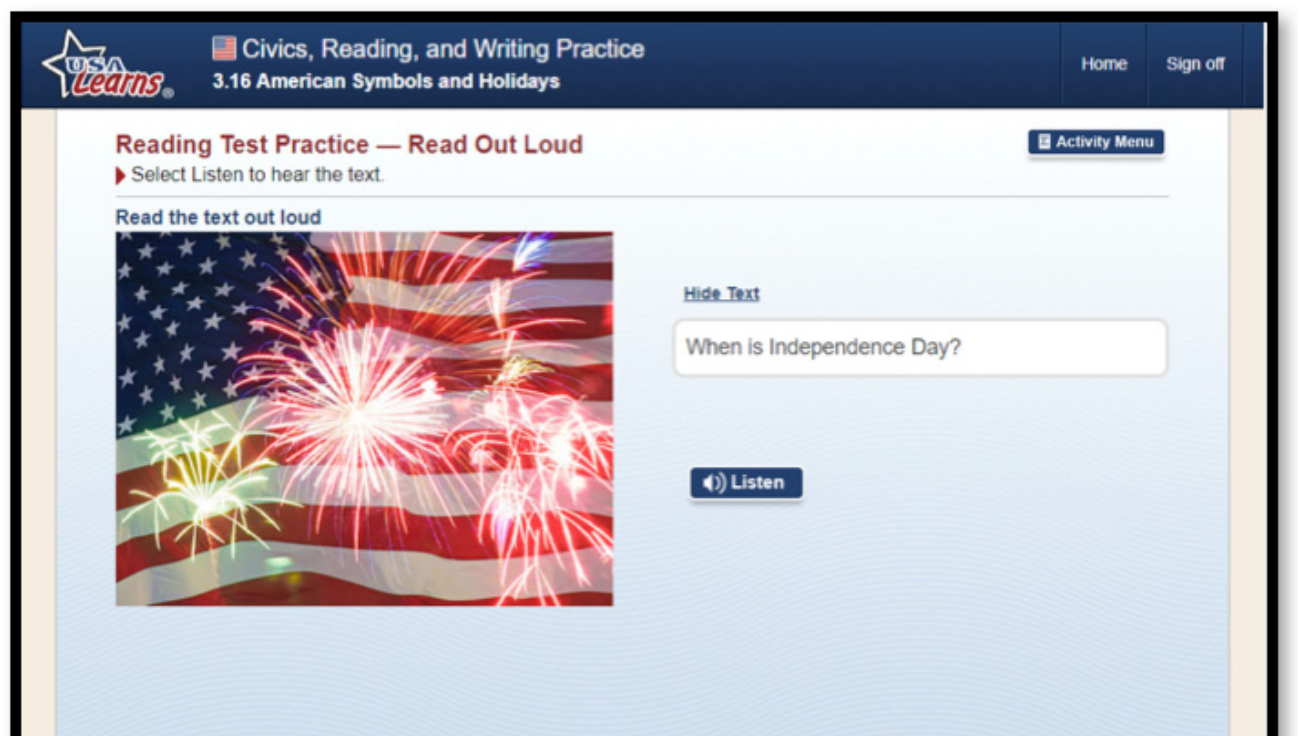 USA Learns®
Civics, Reading, and Writing Practice
3.16 American Symbols and Holidays
Home
Sign off
Reading Test Practice — Read Out Loud
Activity Menu
Select Listen to hear the text.
Read the text out loud
Hide Text
When is Independence Day?
Listen